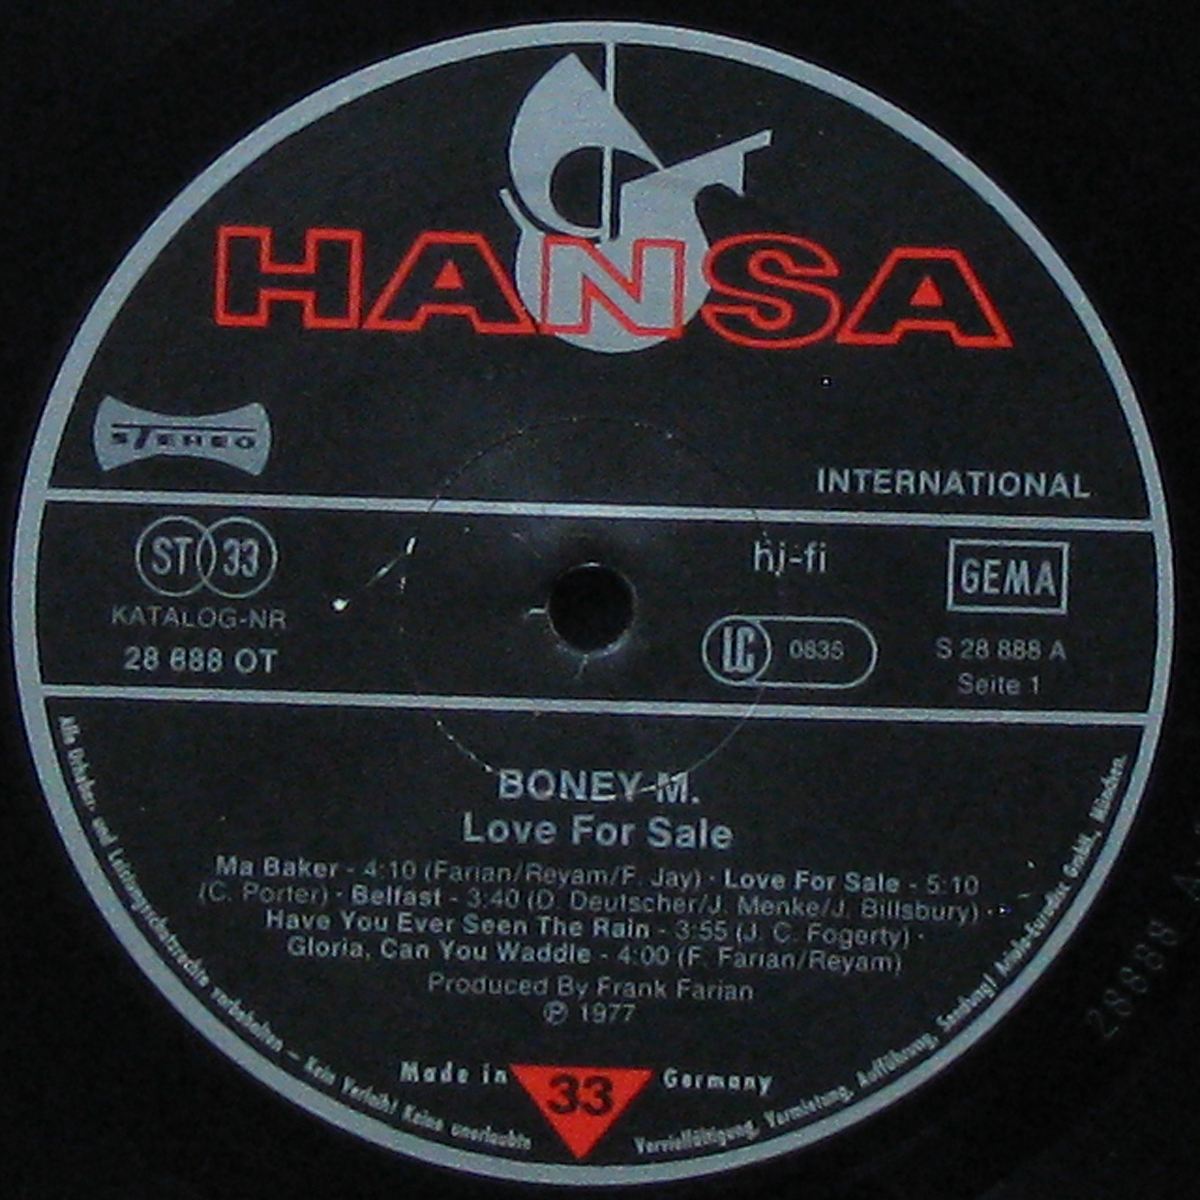 HANSA
STEREO
INTERNATIONAL
ST 33
hi-fi
GEMA
KATALOG-NR
28 888 OT
LC 0835
S 28 888 A
Seite 1
BONEY M.
Love For Sale
Ma Baker - 4:10 (Farian/Reyam/F. Jay) · Love For Sale - 5:10
(C. Porter) · Belfast - 3:40 (D. Deutscher/J. Menke/J. Billsbury) ·
Have You Ever Seen The Rain - 3:55 (J. C. Fogerty) ·
Gloria, Can You Waddle - 4:00 (F. Farian/Reyam)
Produced By Frank Farian
℗ 1977
Made in 33 Germany
Alle Urheber- und Leistungsschutzrechte vorbehalten – Kein Verleih! Keine unerlaubte Vervielfältigung, Vermietung, Aufführung, Sendung! Ariola-Eurodisc GmbH., München.
28888 A